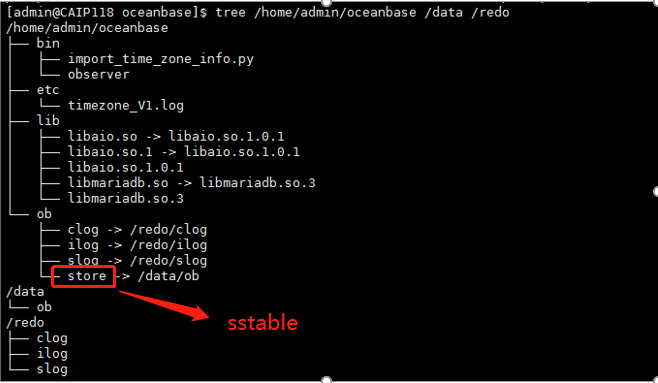 [admin@CAIP118 oceanbase]$ tree /home/admin/oceanbase /data /redo
/home/admin/oceanbase
├── bin
│   ├── import_time_zone_info.py
│   └── observer
├── etc
│   └── timezone_V1.log
├── lib
│   ├── libaio.so -> libaio.so.1.0.1
│   ├── libaio.so.1 -> libaio.so.1.0.1
│   ├── libaio.so.1.0.1
│   ├── libmariadb.so -> libmariadb.so.3
│   └── libmariadb.so.3
└── ob
    ├── clog -> /redo/clog
    ├── ilog -> /redo/ilog
    ├── slog -> /redo/slog
    └── store -> /data/ob
/data
└── ob
sstable
/redo
├── clog
├── ilog
└── slog